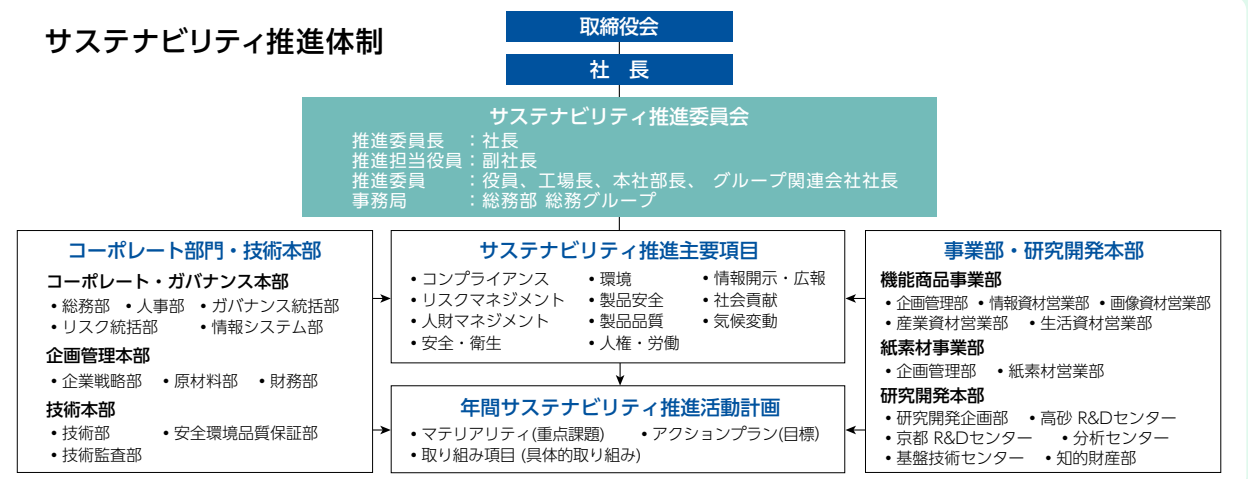 サステナビリティ推進体制
取締役会
社　長
サステナビリティ推進委員会
推進委員長　：社長
推進担当役員：副社長
推進委員　　：役員、工場長、本社部長、 グループ関連会社社長
事務局　　　：総務部 総務グループ
コーポレート部門・技術本部
コーポレート・ガバナンス本部
• 総務部 • 人事部 • ガバナンス統括部
• リスク統括部 • 情報システム部
企画管理本部
• 企業戦略部 • 原材料部 • 財務部
技術本部
• 技術部 • 安全環境品質保証部
• 技術監査部
サステナビリティ推進主要項目
• コンプライアンス • 環境 • 情報開示・広報
• リスクマネジメント • 製品安全 • 社会貢献
• 人財マネジメント • 製品品質 • 気候変動
• 安全・衛生 • 人権・労働
年間サステナビリティ推進活動計画
• マテリアリティ(重点課題) • アクションプラン(目標)
• 取り組み項目 (具体的取り組み)
事業部・研究開発本部
機能商品事業部
• 企画管理部 • 情報資材営業部 • 画像資材営業部
• 産業資材営業部 • 生活資材営業部
紙素材事業部
• 企画管理部 • 紙素材営業部
研究開発本部
• 研究開発企画部 • 高砂 R&Dセンター
• 京都 R&Dセンター • 分析センター
• 基盤技術センター • 知的財産部